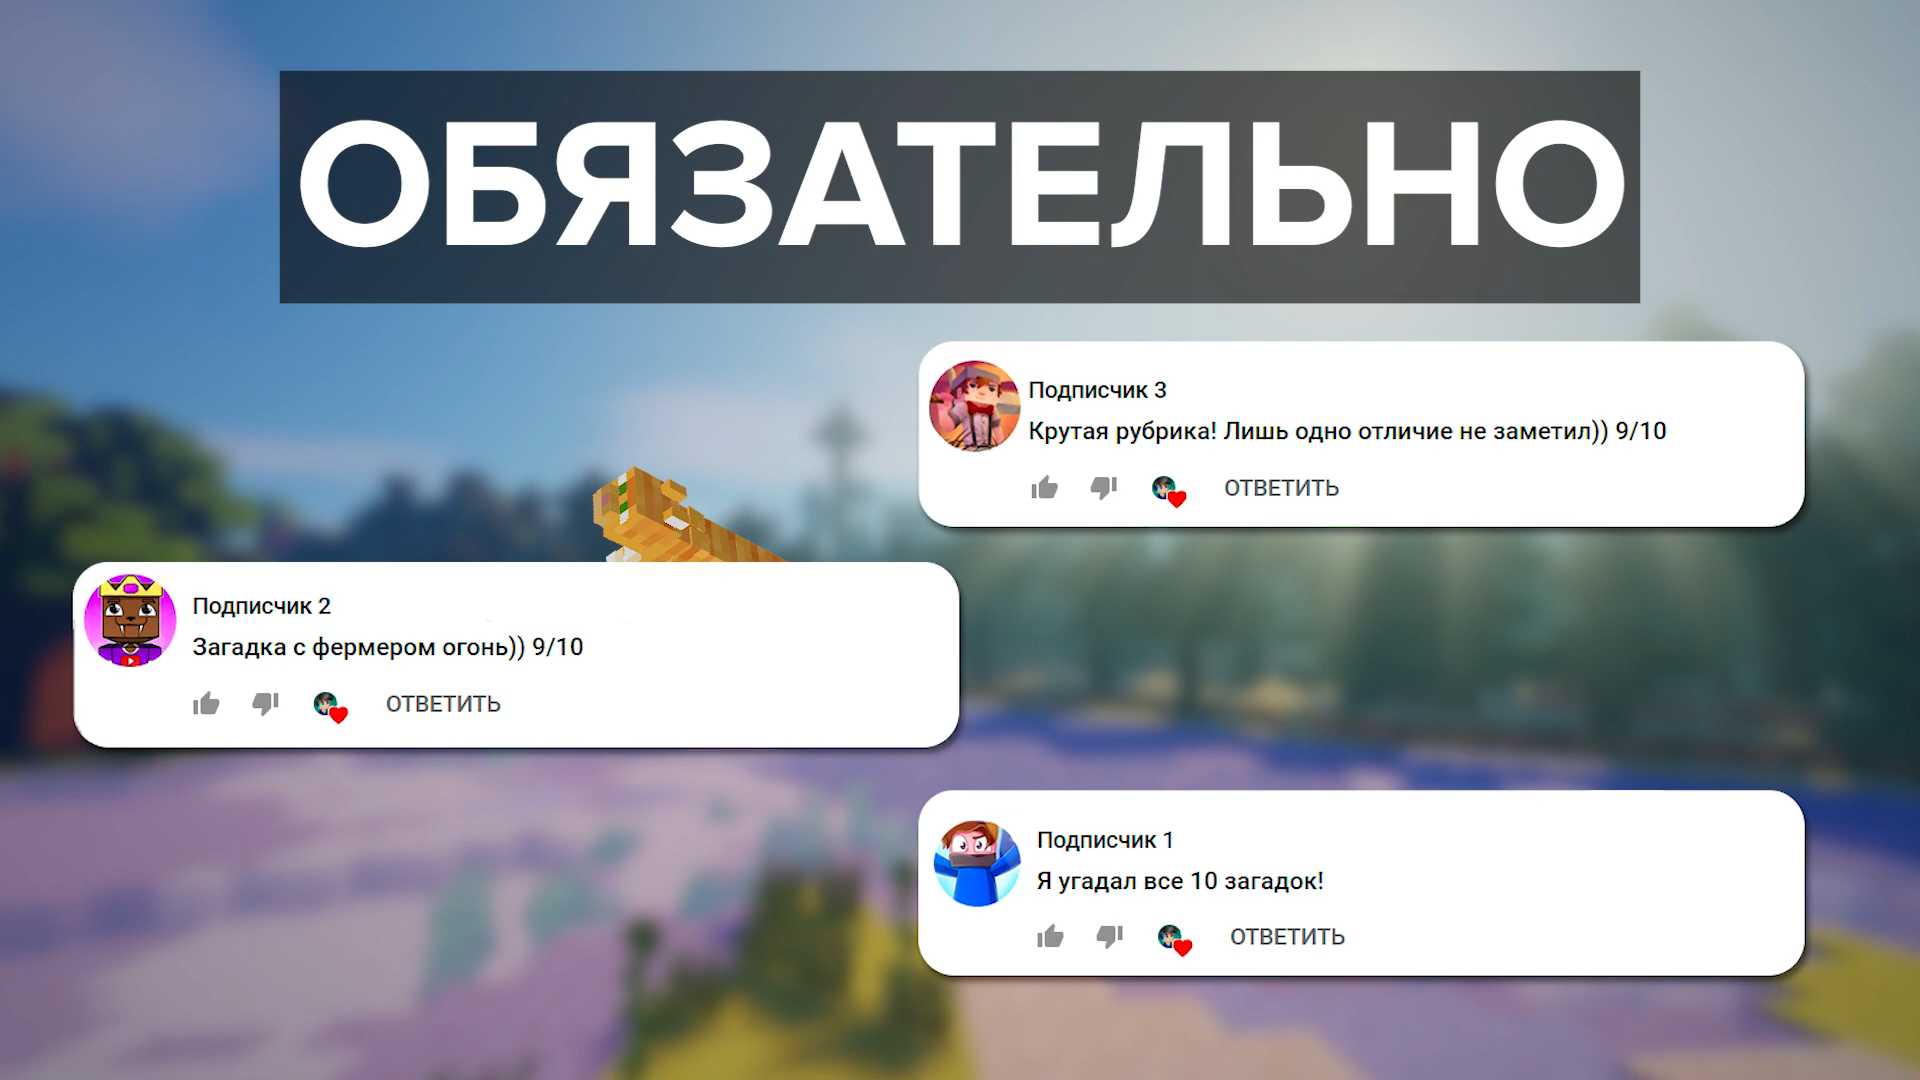 ОБЯЗАТЕЛЬНО
Подписчик 3
Крутая рубрика! Лишь одно отличие не заметил)) 9/10
ОТВЕТИТЬ
Подписчик 2
Загадка с фермером огонь)) 9/10
ОТВЕТИТЬ
Подписчик 1
Я угадал все 10 загадок!
ОТВЕТИТЬ